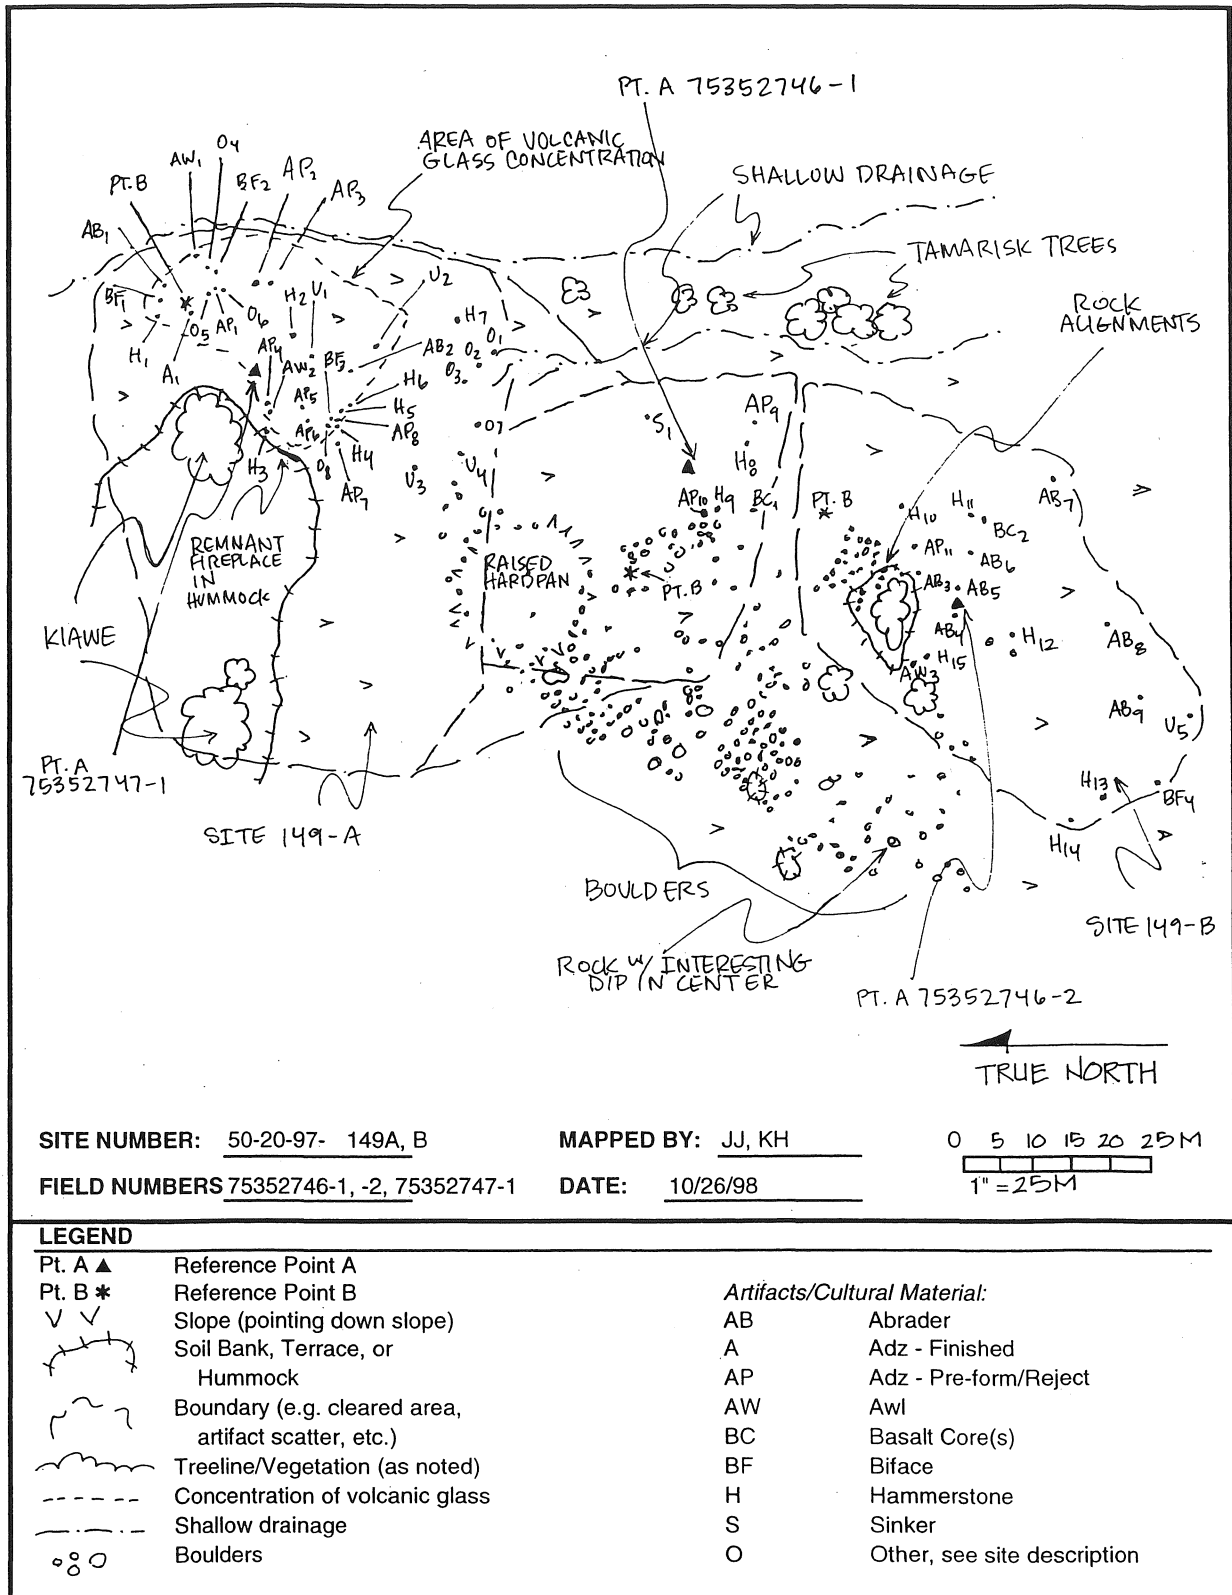 PT. A 75352746-1
AREA OF VOLCANIC
GLASS CONCENTRATION
SHALLOW DRAINAGE
TAMARISK TREES
ROCK
ALIGNMENTS
O4
AW1
BF2
AP2
AP3
PT. B
AB1
BF1
H1
A1
O5
AP1
O6
H2
U1
U2
AP4
AW2
BF3
AB2
H7
O1
O2
O3
H6
H5
AP8
AP5
AP6
H3
O8
H4
AP7
O7
U3
U4
S1
AP9
H8
AP10
H9
BC1
PT. B
PT. B
H10
H11
BC2
AB7
AP11
AB6
AB3
AB5
AB4
H12
AB8
H15
AW3
AB9
U5
H13
BF4
H14
REMNANT
FIREPLACE
IN
HUMMOCK
RAISED
HARDPAN
KIAWE
PT. A
75352747-1
SITE 149-A
BOULDERS
ROCK W/ INTERESTING
DIP IN CENTER
SITE 149-B
PT. A 75352746-2
TRUE NORTH
SITE NUMBER: 50-20-97- 149A, B
MAPPED BY: JJ, KH
0 5 10 15 20 25M
1" = 25M
FIELD NUMBERS 75352746-1, -2, 75352747-1
DATE: 10/26/98
LEGEND
Pt. A Reference Point A
Pt. B Reference Point B
Slope (pointing down slope)
Soil Bank, Terrace, or
Hummock
Boundary (e.g. cleared area,
artifact scatter, etc.)
Treeline/Vegetation (as noted)
Concentration of volcanic glass
Shallow drainage
Boulders
Artifacts/Cultural Material:
AB Abrader
A Adz - Finished
AP Adz - Pre-form/Reject
AW Awl
BC Basalt Core(s)
BF Biface
H Hammerstone
S Sinker
O Other, see site description